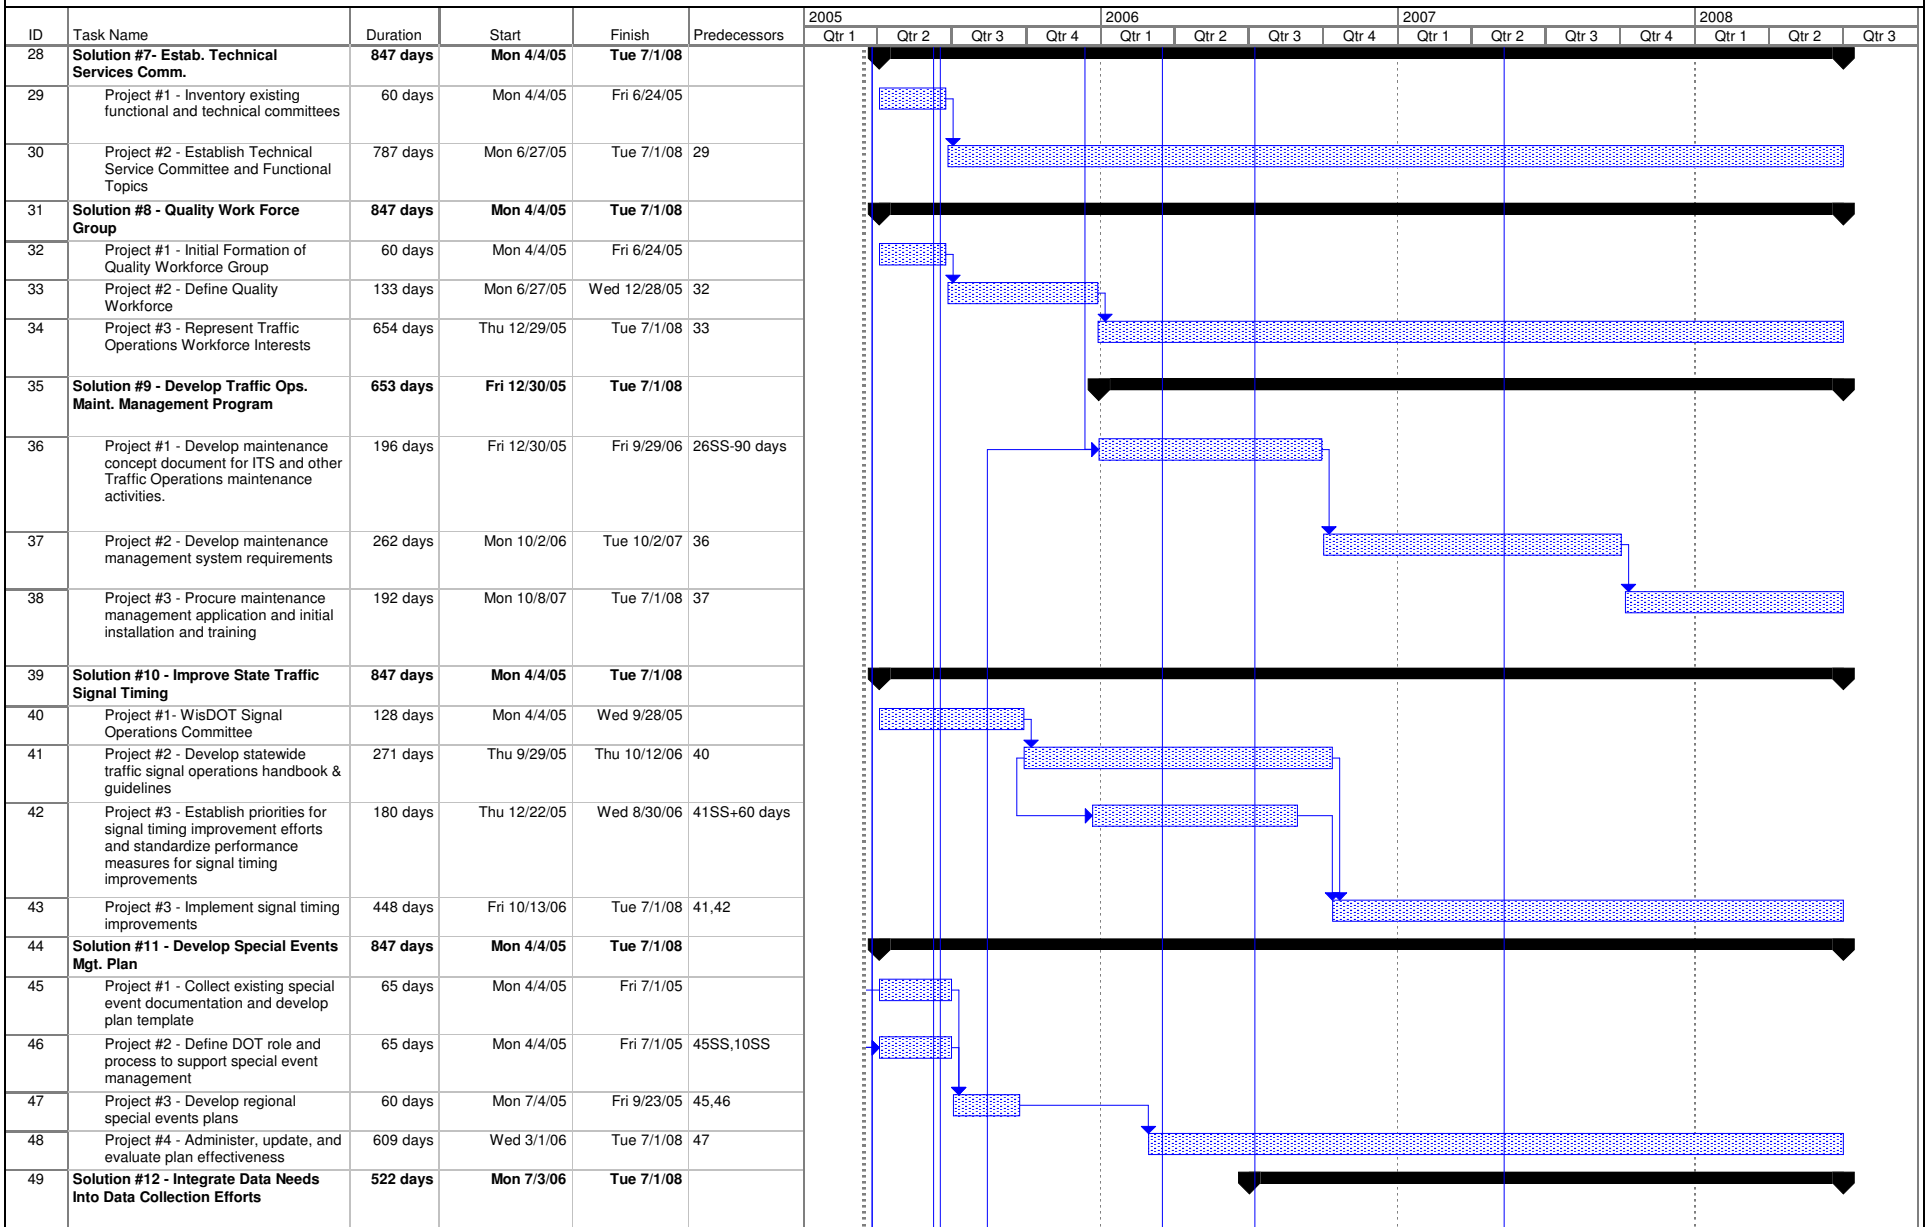 2005 2006 2007 2008
ID Task Name Duration Start Finish Predecessors Qtr 1 Qtr 2 Qtr 3 Qtr 4 Qtr 1 Qtr 2 Qtr 3 Qtr 4 Qtr 1 Qtr 2 Qtr 3 Qtr 4 Qtr 1 Qtr 2 Qtr 3
28 Solution #7- Estab. Technical 847 days Mon 4/4/05 Tue 7/1/08
Services Comm.
29 Project #1 - Inventory existing 60 days Mon 4/4/05 Fri 6/24/05
functional and technical committees
30 Project #2 - Establish Technical 787 days Mon 6/27/05 Tue 7/1/08 29
Service Committee and Functional
Topics
31 Solution #8 - Quality Work Force 847 days Mon 4/4/05 Tue 7/1/08
Group
32 Project #1 - Initial Formation of 60 days Mon 4/4/05 Fri 6/24/05
Quality Workforce Group
33 Project #2 - Define Quality 133 days Mon 6/27/05 Wed 12/28/05 32
Workforce
34 Project #3 - Represent Traffic 654 days Thu 12/29/05 Tue 7/1/08 33
Operations Workforce Interests
35 Solution #9 - Develop Traffic Ops. 653 days Fri 12/30/05 Tue 7/1/08
Maint. Management Program
36 Project #1 - Develop maintenance 196 days Fri 12/30/05 Fri 9/29/06 26SS-90 days
concept document for ITS and other
Traffic Operations maintenance
activities.
37 Project #2 - Develop maintenance 262 days Mon 10/2/06 Tue 10/2/07 36
management system requirements
38 Project #3 - Procure maintenance 192 days Mon 10/8/07 Tue 7/1/08 37
management application and initial
installation and training
39 Solution #10 - Improve State Traffic 847 days Mon 4/4/05 Tue 7/1/08
Signal Timing
40 Project #1- WisDOT Signal 128 days Mon 4/4/05 Wed 9/28/05
Operations Committee
41 Project #2 - Develop statewide 271 days Thu 9/29/05 Thu 10/12/06 40
traffic signal operations handbook &
guidelines
42 Project #3 - Establish priorities for 180 days Thu 12/22/05 Wed 8/30/06 41SS+60 days
signal timing improvement efforts
and standardize performance
measures for signal timing
improvements
43 Project #3 - Implement signal timing 448 days Fri 10/13/06 Tue 7/1/08 41,42
improvements
44 Solution #11 - Develop Special Events 847 days Mon 4/4/05 Tue 7/1/08
Mgt. Plan
45 Project #1 - Collect existing special 65 days Mon 4/4/05 Fri 7/1/05
event documentation and develop
plan template
46 Project #2 - Define DOT role and 65 days Mon 4/4/05 Fri 7/1/05 45SS,10SS
process to support special event
management
47 Project #3 - Develop regional 60 days Mon 7/4/05 Fri 9/23/05 45,46
special events plans
48 Project #4 - Administer, update, and 609 days Wed 3/1/06 Tue 7/1/08 47
evaluate plan effectiveness
49 Solution #12 - Integrate Data Needs 522 days Mon 7/3/06 Tue 7/1/08
Into Data Collection Efforts